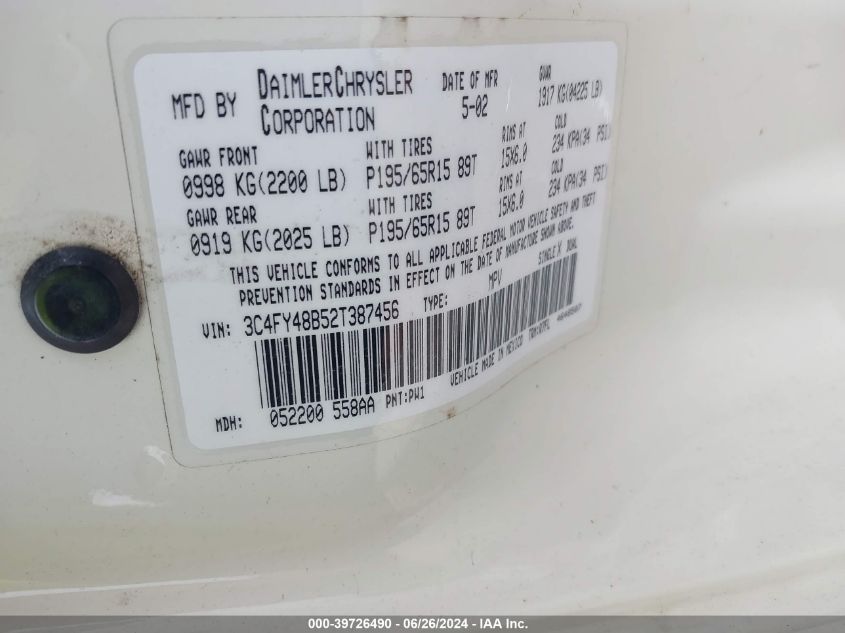 MFD BY DAIMLERCHRYSLER CORPORATION
DATE OF MFR 5-02
GVWR 1917 KG(04225 LB)
GAWR FRONT WITH TIRES RIMS AT COLD
0998 KG(2200 LB) P195/65R15 89T 15X6.0 234 KPA(34 PSI)
GAWR REAR WITH TIRES RIMS AT COLD
0919 KG(2025 LB) P195/65R15 89T 15X6.0 234 KPA(34 PSI)
THIS VEHICLE CONFORMS TO ALL APPLICABLE FEDERAL MOTOR VEHICLE SAFETY AND THEFT
PREVENTION STANDARDS IN EFFECT ON THE DATE OF MANUFACTURE SHOWN ABOVE.
VIN: 3C4FY48B52T387456 TYPE: MPV SINGLE X DUAL
VEHICLE MADE IN MEXICO
MDH: 052200 558AA PNT:PW1
000-39726490 - 06/26/2024 - IAA Inc.